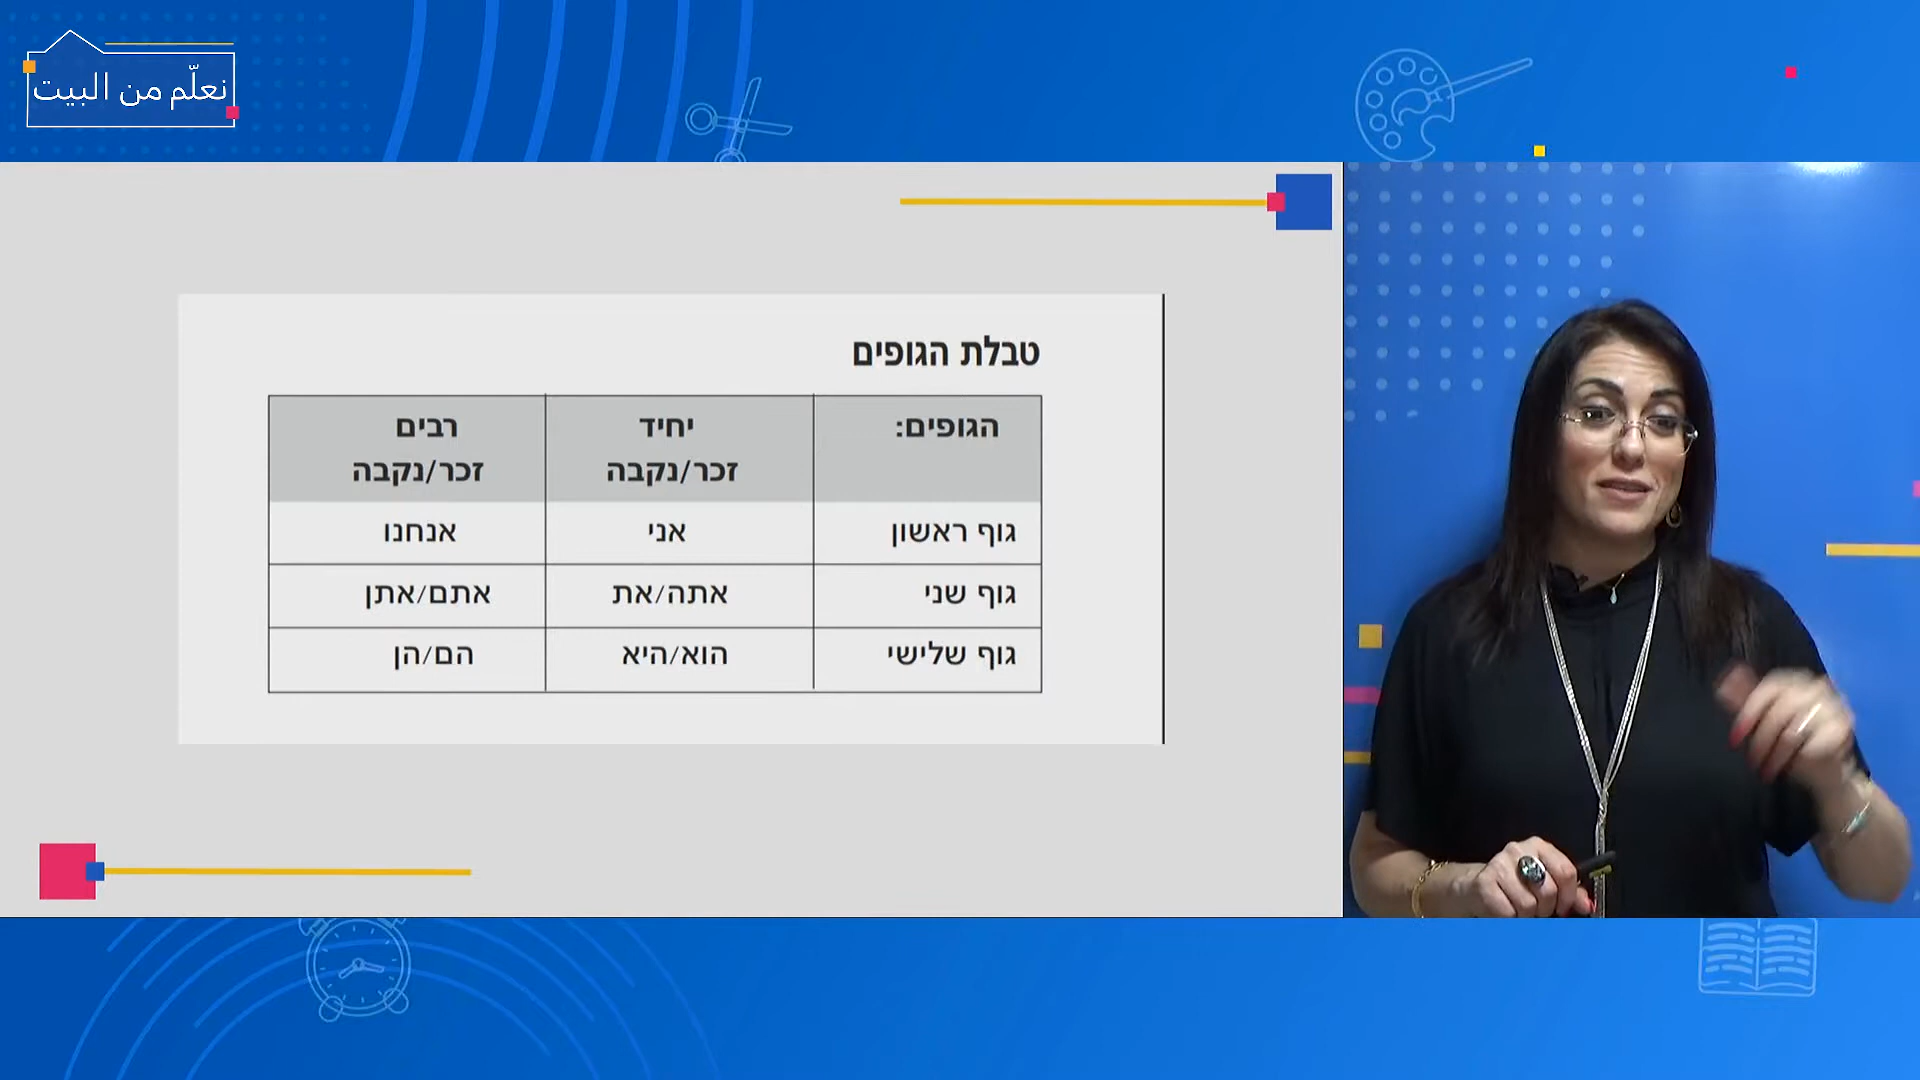 نعلّم من البيت
טבלת הגופים
הגופים: יחיד רבים
זכר/נקבה זכר/נקבה
גוף ראשון אני אנחנו
גוף שני אתה/את אתם/אתן
גוף שלישי הוא/היא הם/הן